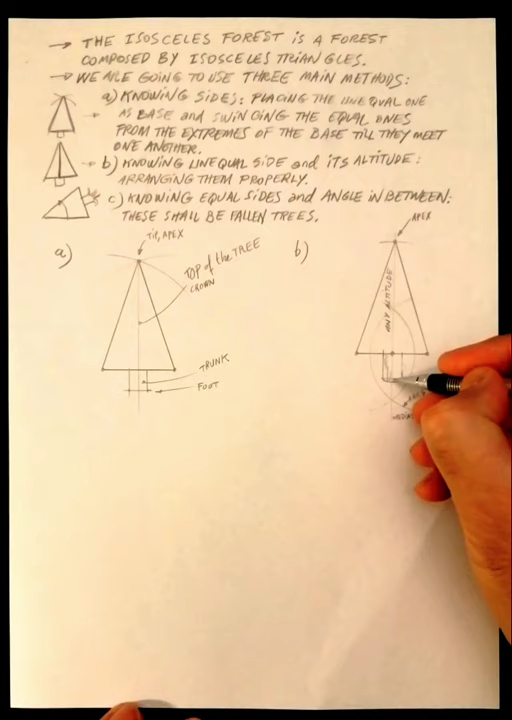 → THE ISOSCELES FOREST IS A FOREST
COMPOSED BY ISOSCELES TRIANGLES.
→ WE ARE GOING TO USE THREE MAIN METHODS:
a) KNOWING SIDES: PLACING THE UNEQUAL ONE
AS BASE and SWINGING THE EQUAL ONES
FROM THE EXTREMES OF THE BASE TILL THEY MEET
ONE ANOTHER.
b) KNOWING UNEQUAL SIDE and ITS ALTITUDE:
ARRANGING THEM PROPERLY.
c) KNOWING EQUAL SIDES and ANGLE IN BETWEEN:
THESE SHALL BE FALLEN TREES.
a)
TIP, APEX
TOP of the TREE
CROWN
TRUNK
FOOT
b)
APEX
ANY ALTITUDE